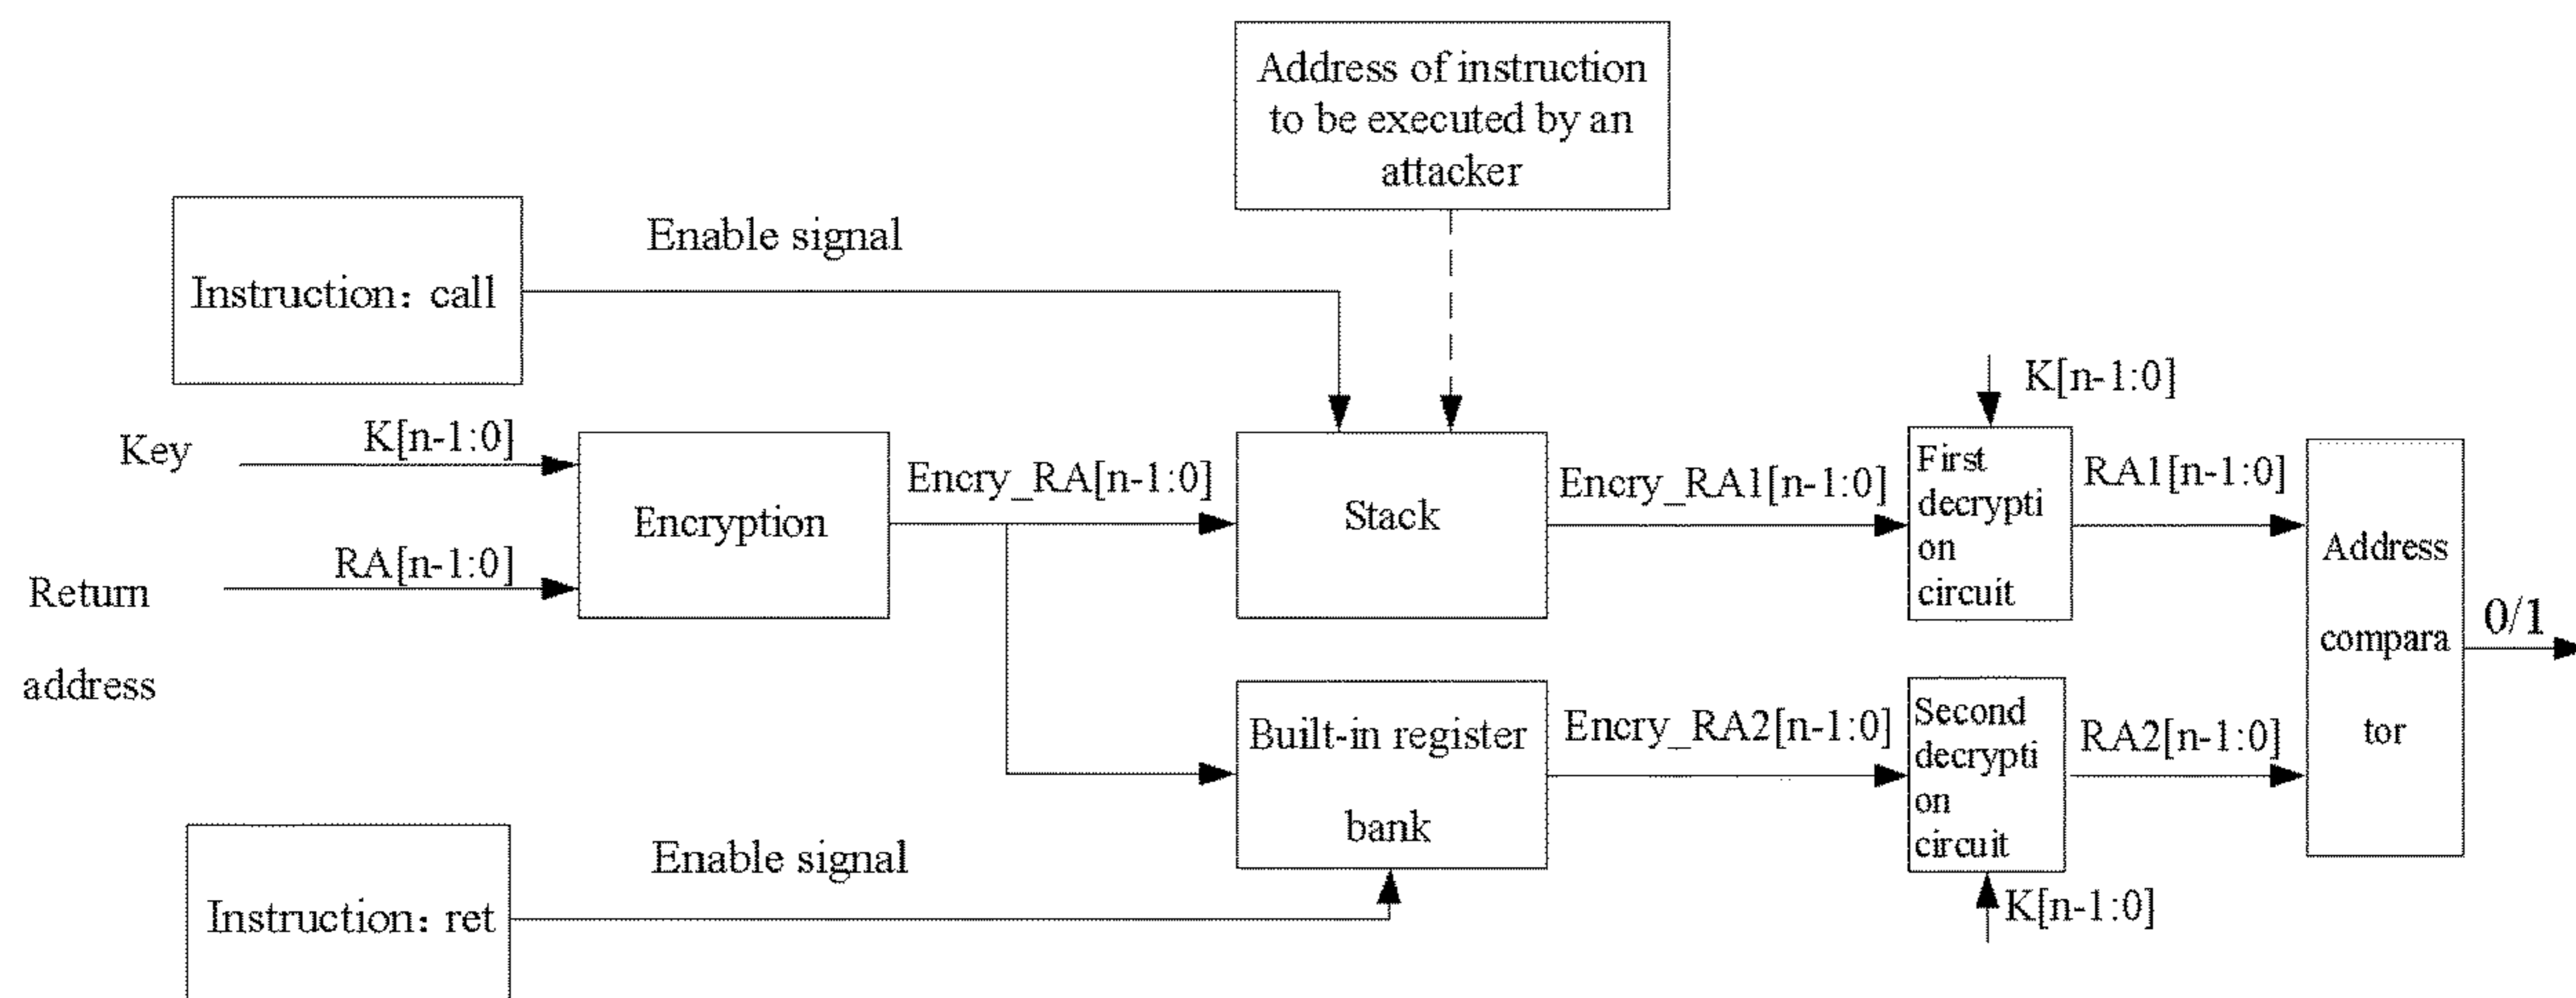 Address of instruction
to be executed by an
attacker
Enable signal
Instruction: call
K[n-1:0]
Key
K[n-1:0]
Encryption
Encry_RA[n-1:0]
Stack
Encry_RA1[n-1:0]
First
decrypti
on
circuit
RA1[n-1:0]
Return
address
RA[n-1:0]
Address
compara
tor
0/1
Built-in register
bank
Encry_RA2[n-1:0]
Second
decrypti
on
circuit
RA2[n-1:0]
K[n-1:0]
Enable signal
Instruction: ret